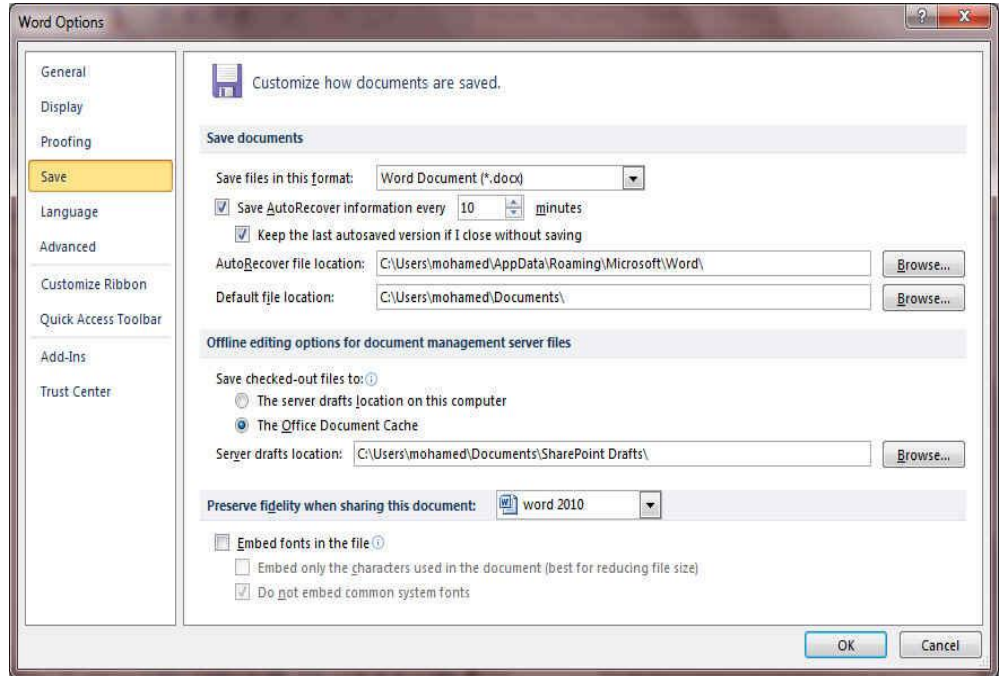 Word Options
General
Display
Proofing
Save
Language
Advanced
Customize Ribbon
Quick Access Toolbar
Add-Ins
Trust Center
Customize how documents are saved.
Save documents
Save files in this format: Word Document (*.docx)
Save AutoRecover information every 10 minutes
Keep the last autosaved version if I close without saving
AutoRecover file location: C:\Users\mohamed\AppData\Roaming\Microsoft\Word\ Browse...
Default file location: C:\Users\mohamed\Documents\ Browse...
Offline editing options for document management server files
Save checked-out files to:
The server drafts location on this computer
The Office Document Cache
Server drafts location: C:\Users\mohamed\Documents\SharePoint Drafts\ Browse...
Preserve fidelity when sharing this document: word 2010
Embed fonts in the file
Embed only the characters used in the document (best for reducing file size)
Do not embed common system fonts
OK Cancel